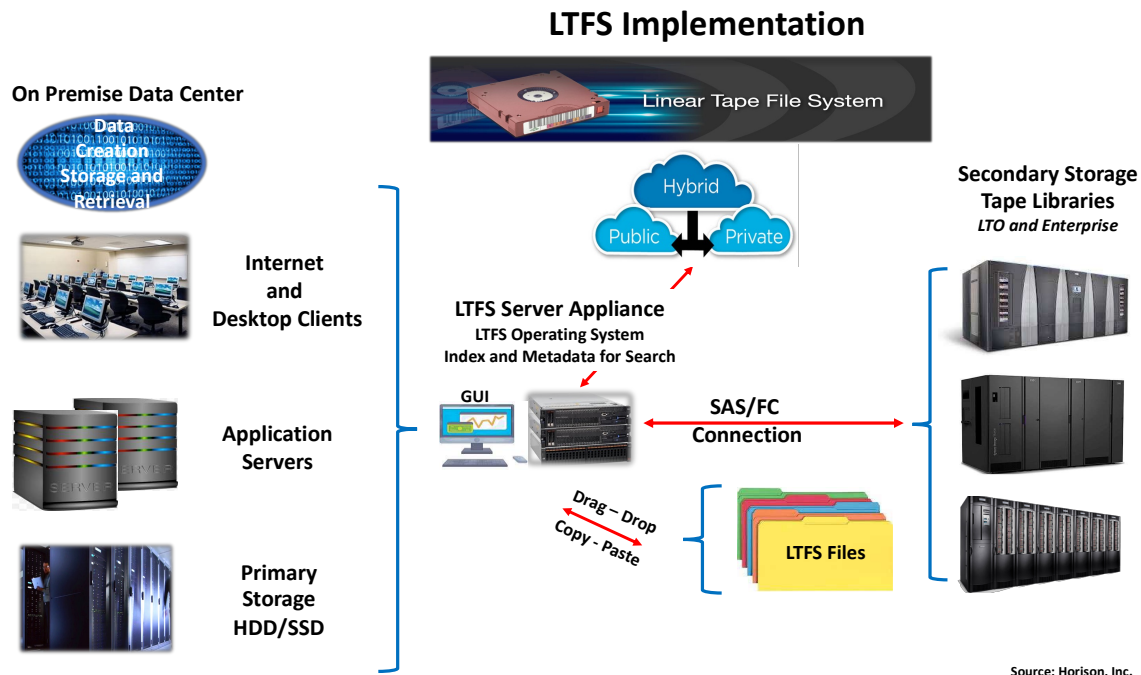 LTFS Implementation
Linear Tape File System
On Premise Data Center
Data
Creation
Storage and
Retrieval
Internet
and
Desktop Clients
Application
Servers
SERVER
Primary
Storage
HDD/SSD
Hybrid
Public
Private
LTFS Server Appliance
LTFS Operating System
Index and Metadata for Search
GUI
SAS/FC
Connection
Drag – Drop
Copy - Paste
LTFS Files
Secondary Storage
Tape Libraries
LTO and Enterprise
Source: Horison, Inc.